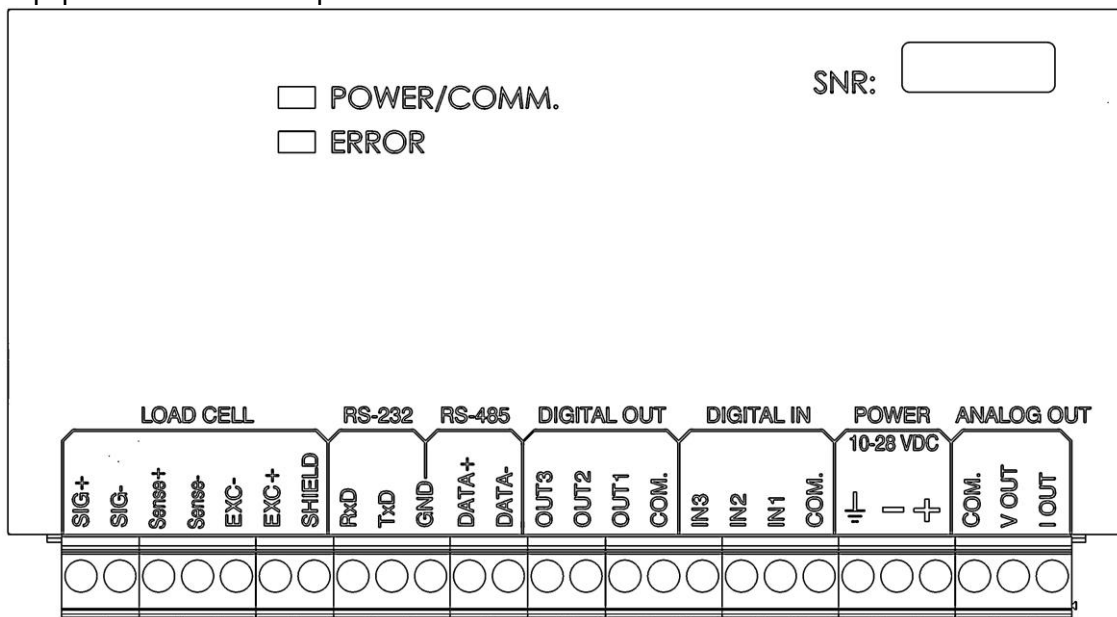 SNR:
POWER/COMM.
ERROR
LOAD CELL RS-232 RS-485 DIGITAL OUT DIGITAL IN POWER ANALOG OUT
10-28 VDC
SIG+
SIG-
Sense+
Sense-
EXC-
EXC+
SHIELD
RxD
TxD
GND
DATA+
DATA-
OUT3
OUT2
OUT1
COM.
IN3
IN2
IN1
COM.
⏚
−
+
COM.
V OUT
I OUT